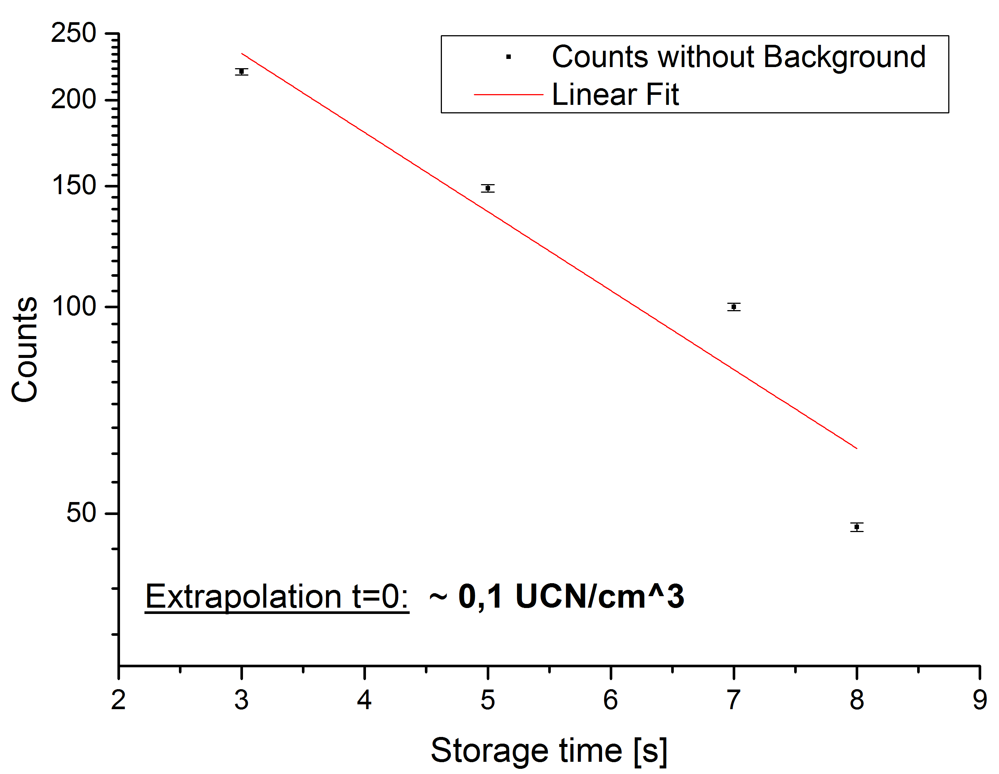 250
200
150
100
50
Counts
Counts without Background
Linear Fit
Extrapolation t=0: ~ 0,1 UCN/cm^3
2 3 4 5 6 7 8 9
Storage time [s]